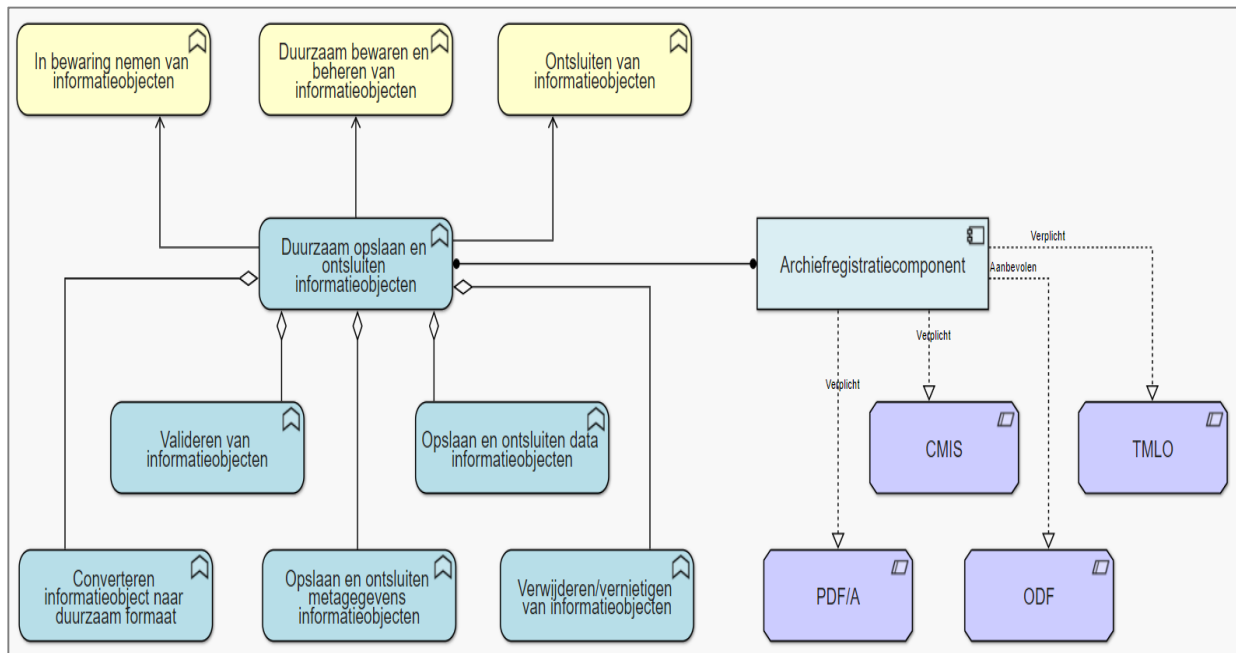 In bewaring nemen van
informatieobjecten
Duurzaam bewaren en
beheren van
informatieobjecten
Ontsluiten van
informatieobjecten
Duurzaam opslaan en
ontsluiten
informatieobjecten
Archiefregistratiecomponent
Verplicht
Aanbevolen
Verplicht
Verplicht
Valideren van
informatieobjecten
Opslaan en ontsluiten data
informatieobjecten
CMIS
TMLO
Converteren
informatieobject naar
duurzaam formaat
Opslaan en ontsluiten
metagegevens
informatieobjecten
Verwijderen/vernietigen
van informatieobjecten
PDF/A
ODF